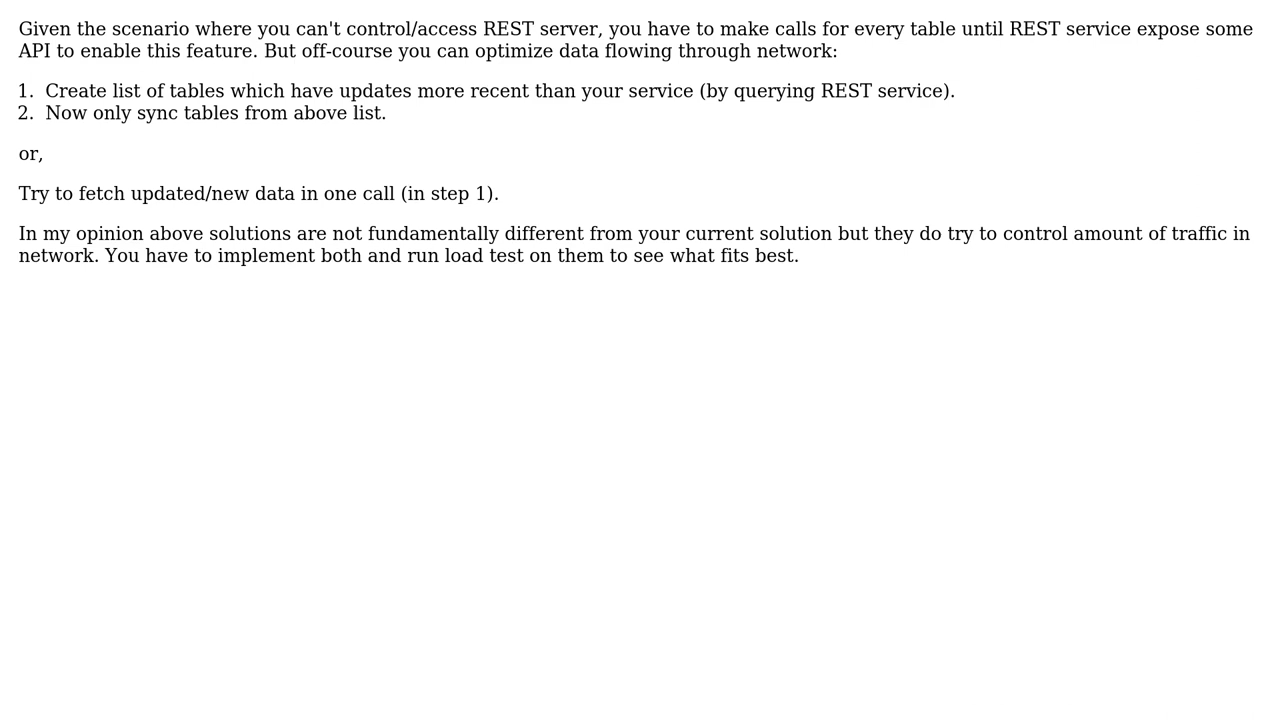 Given the scenario where you can't control/access REST server, you have to make calls for every table until REST service expose some
API to enable this feature. But off-course you can optimize data flowing through network:
1. Create list of tables which have updates more recent than your service (by querying REST service).
2. Now only sync tables from above list.
or,
Try to fetch updated/new data in one call (in step 1).
In my opinion above solutions are not fundamentally different from your current solution but they do try to control amount of traffic in
network. You have to implement both and run load test on them to see what fits best.